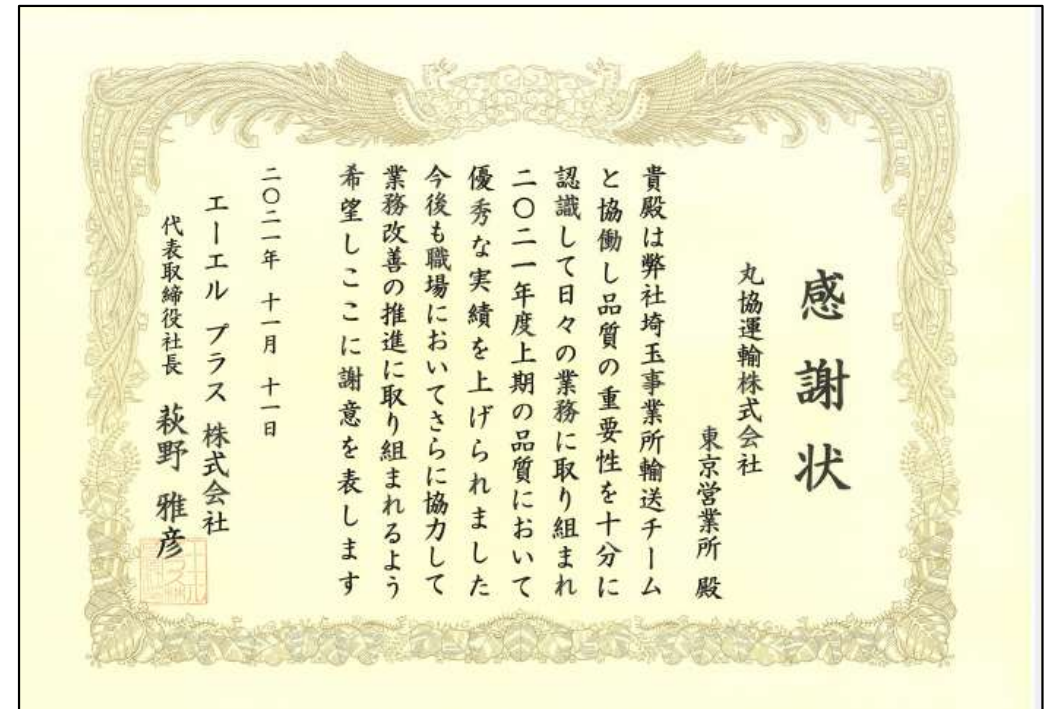 感謝状
丸協運輸株式会社
東京営業所 殿
貴殿は弊社埼玉事業所輸送チーム
と協働し品質の重要性を十分に
認識して日々の業務に取り組まれ
二〇二一年度上期の品質において
優秀な実績を上げられました
今後も職場においてさらに協力して
業務改善の推進に取り組まれるよう
希望しここに謝意を表します
二〇二一年 十一月 十一日
エーエル プラス 株式会社
代表取締役社長 萩野 雅彦